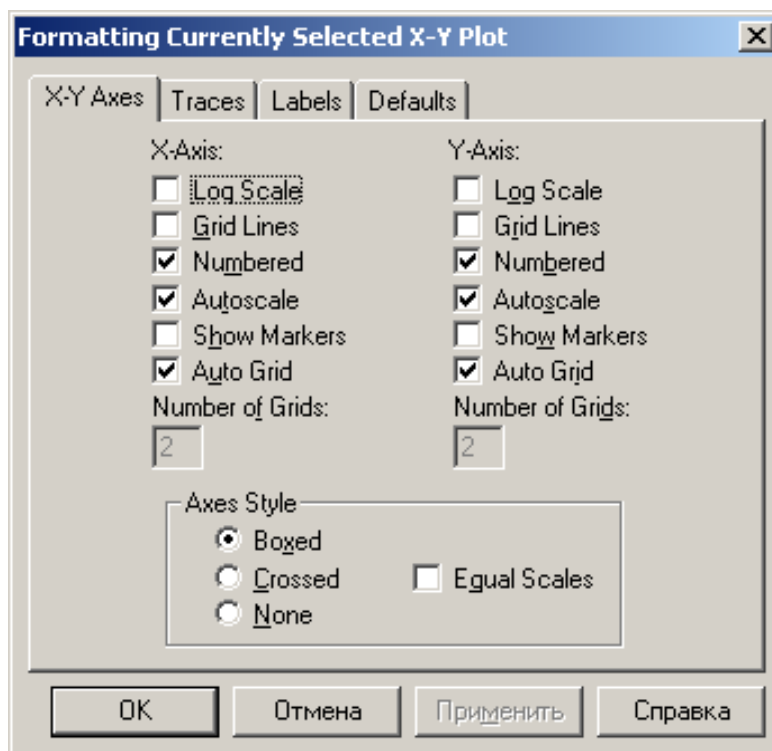 Formatting Currently Selected X-Y Plot
X-Y Axes Traces Labels Defaults
X-Axis: Y-Axis:
Log Scale Log Scale
Grid Lines Grid Lines
Numbered Numbered
Autoscale Autoscale
Show Markers Show Markers
Auto Grid Auto Grid
Number of Grids: Number of Grids:
2 2
Axes Style
Boxed
Crossed Equal Scales
None
OK Отмена Применить Справка